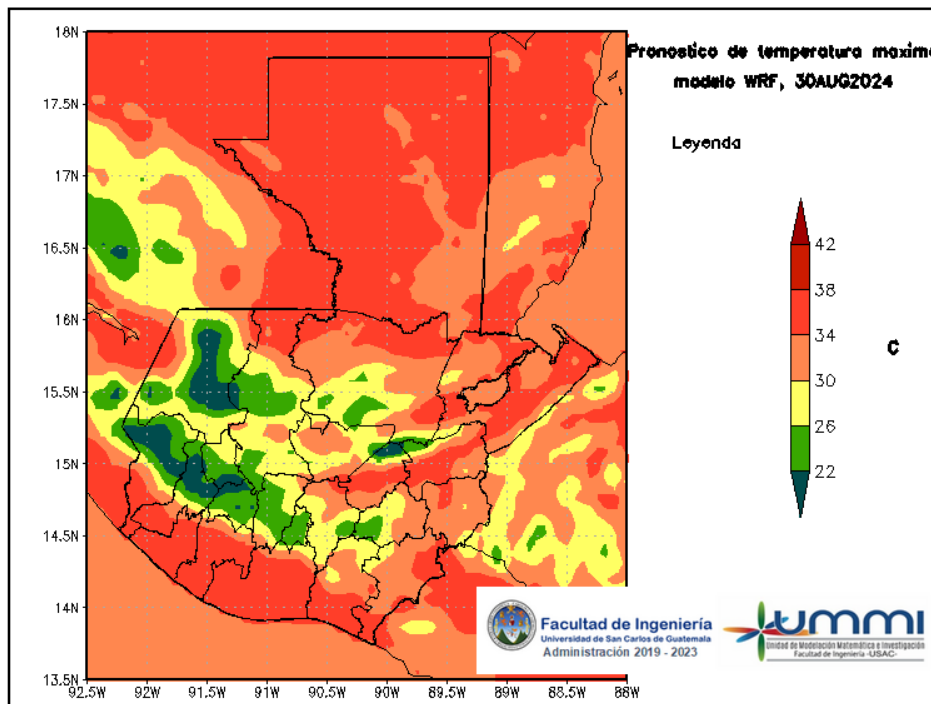 18N
17.5N
17N
16.5N
16N
15.5N
15N
14.5N
14N
13.5N
92.5W
92W
91.5W
91W
90.5W
90W
89.5W
89W
88.5W
88W
Pronostico de temperatura maxima
modelo WRF, 30AUG2024
Leyenda
42
38
34
30
26
22
C
Facultad de Ingeniería
Universidad de San Carlos de Guatemala
Administración 2019 - 2023
UMMI
Unidad de Modelación Matemática e Investigación
Facultad de Ingeniería -USAC-